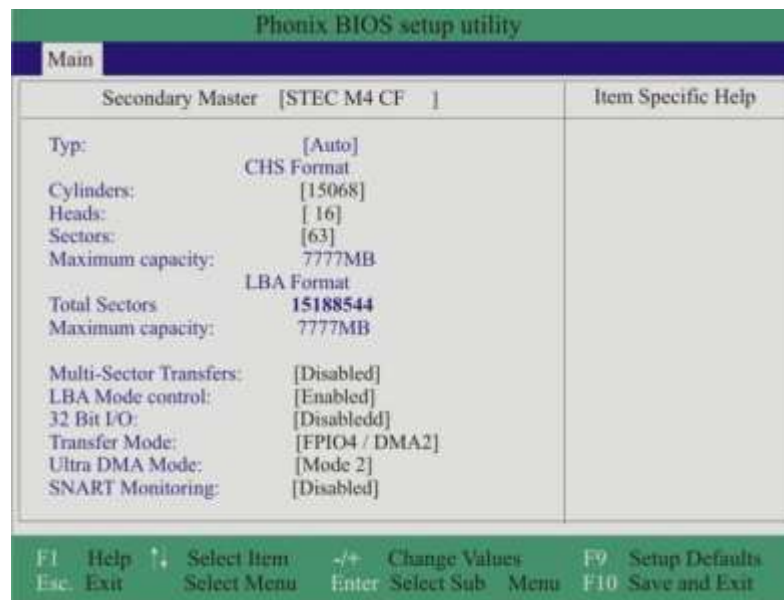 Phonix BIOS setup utility
Main
Secondary Master [STEC M4 CF ]
Item Specific Help
Typ: [Auto]
CHS Format
Cylinders: [15068]
Heads: [ 16]
Sectors: [63]
Maximum capacity: 7777MB
LBA Format
Total Sectors 15188544
Maximum capacity: 7777MB
Multi-Sector Transfers: [Disabled]
LBA Mode control: [Enabled]
32 Bit I/O: [Disabledd]
Transfer Mode: [FPIO4 / DMA2]
Ultra DMA Mode: [Mode 2]
SNART Monitoring: [Disabled]
F1 Help ↑↓ Select Item -/+ Change Values F9 Setup Defaults
Esc. Exit Select Menu Enter Select Sub Menu F10 Save and Exit